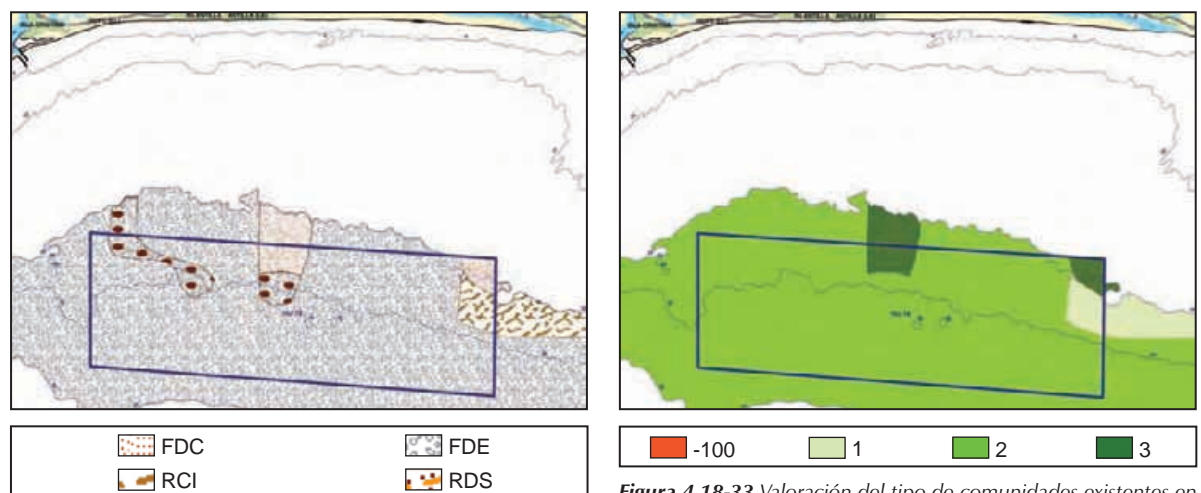 FDC
FDE
RCI
RDS
-100
1
2
3
Figura 4.18-33 Valoración del tipo de comunidades existentes en